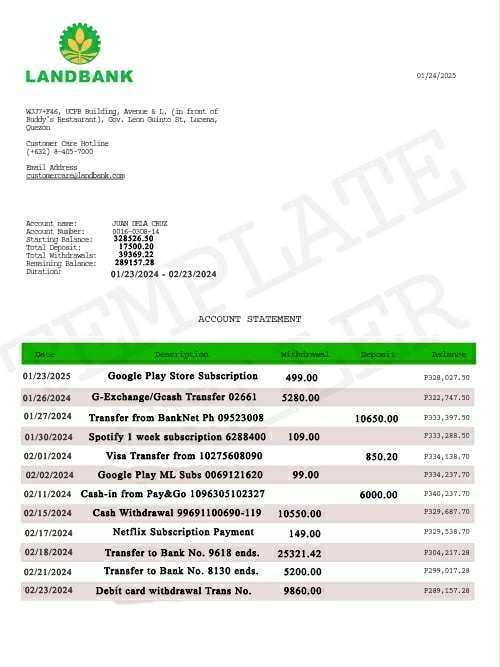 LANDBANK
01/24/2025
WJJ7+F46, UCPB Building, Avenue & L, (in front of
Buddy's Restaurant), Gov. Leon Guinto St, Lucena,
Quezon
Customer Care Hotline
(+632) 8-405-7000
Email Address
customercare@landbank.com
Account name: JUAN DELA CRUZ
Account Number: 0016-0308-14
Starting Balance: 328526.50
Total Deposit: 17500.20
Total Withdrawals: 39369.22
Remaining Balance: 289157.28
Duration: 01/23/2024 - 02/23/2024
TEMPLATE
ACCOUNT STATEMENT
Date Description Withdrawal Deposit Balance
01/23/2025 Google Play Store Subscription 499.00 P328,027.50
01/26/2024 G-Exchange/Gcash Transfer 02661 5280.00 P322,747.50
01/27/2024 Transfer from BankNet Ph 09523008 10650.00 P333,397.50
01/30/2024 Spotify 1 week subscription 6288400 109.00 P333,288.50
02/01/2024 Visa Transfer from 10275608090 850.20 P334,138.70
02/02/2024 Google Play ML Subs 0069121620 99.00 P334,237.70
02/11/2024 Cash-in from Pay&Go 1096305102327 6000.00 P340,237.70
02/15/2024 Cash Withdrawal 99691100690-119 10550.00 P329,687.70
02/17/2024 Netflix Subscription Payment 149.00 P329,538.70
02/18/2024 Transfer to Bank No. 9618 ends. 25321.42 P304,217.28
02/21/2024 Transfer to Bank No. 8130 ends. 5200.00 P299,017.28
02/23/2024 Debit card withdrawal Trans No. 9860.00 P289,157.28